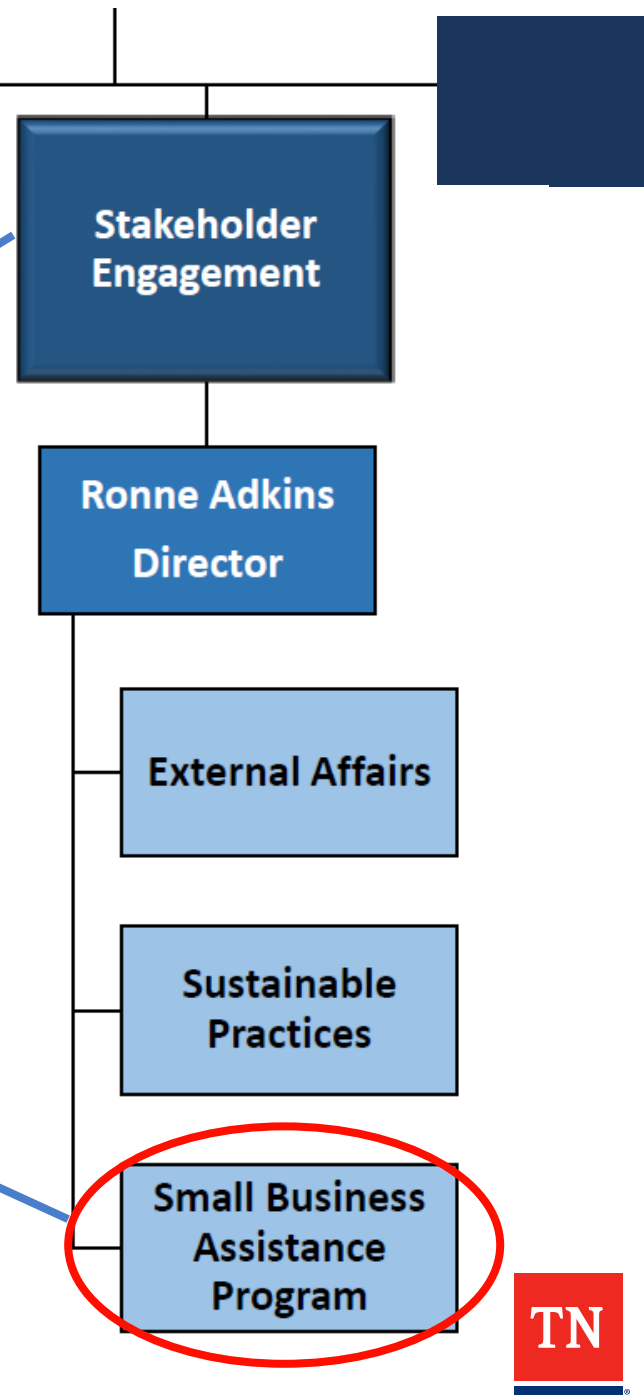 Stakeholder
Engagement
Ronne Adkins
Director
External Affairs
Sustainable
Practices
Small Business
Assistance
Program
TN
®